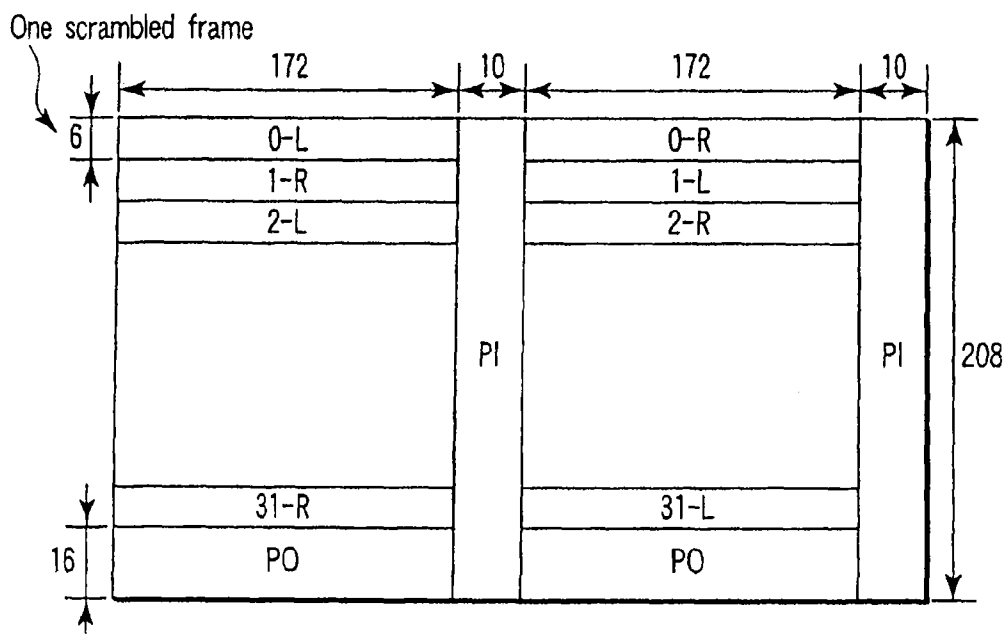 One scrambled frame
172 10 172 10
6 0-L 0-R
1-R 1-L
2-L 2-R
PI PI 208
31-R 31-L
16 PO PO